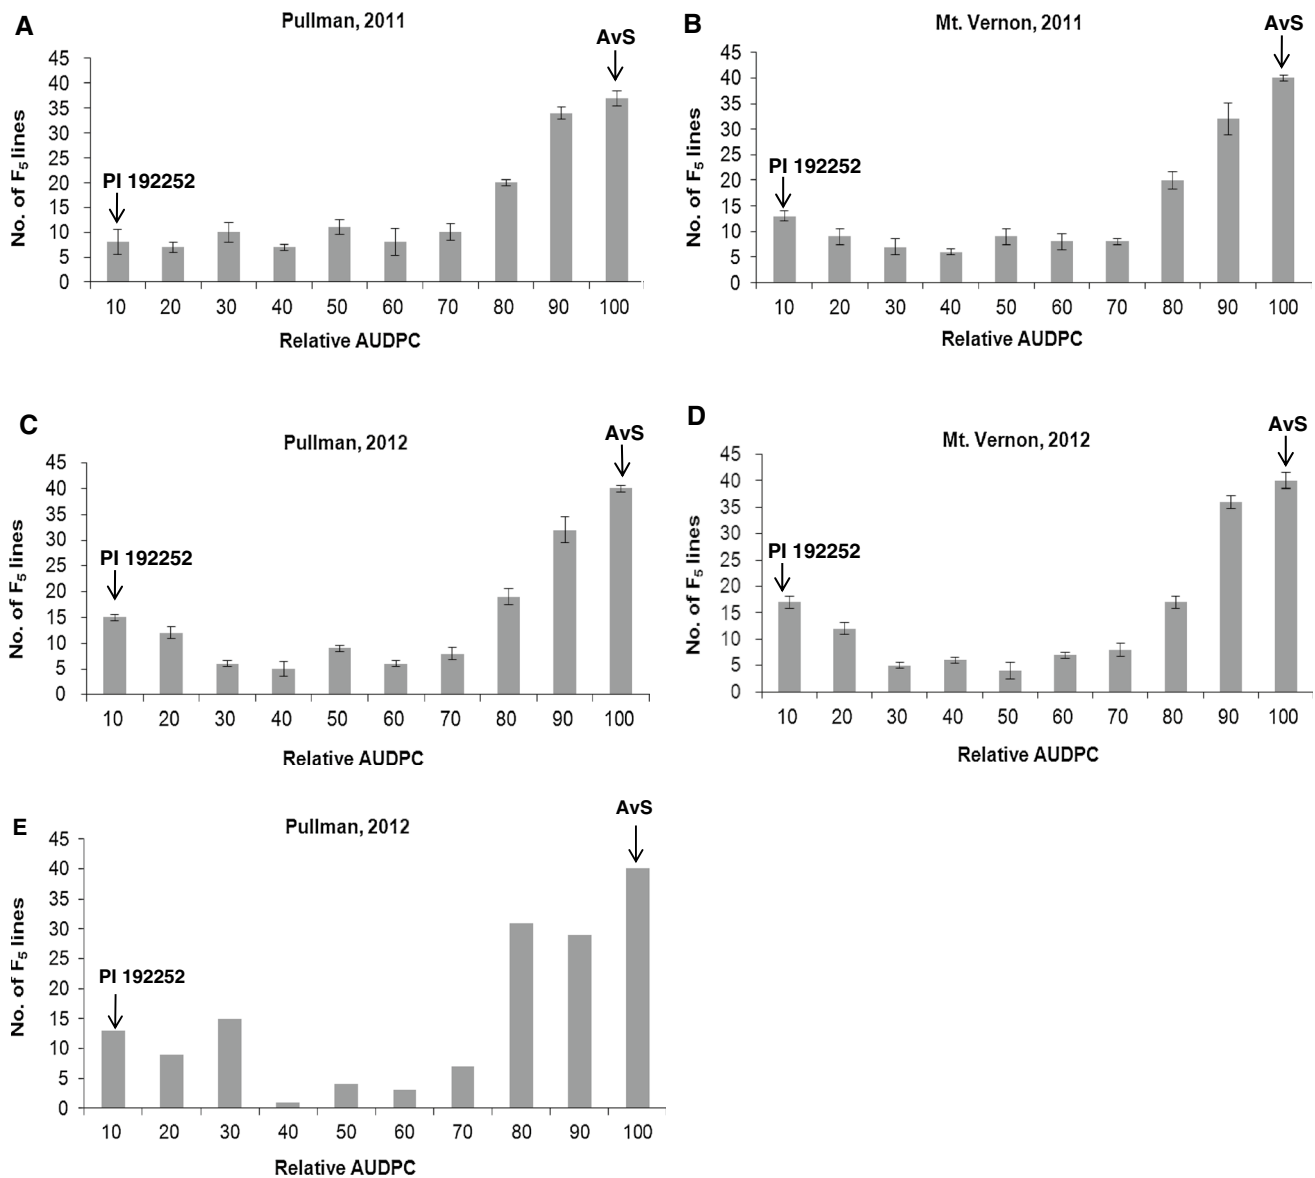 A
Pullman, 2011
AvS
No. of F5 lines
45
40
35
30
25
20
15
10
5
0
PI 192252
10 20 30 40 50 60 70 80 90 100
Relative AUDPC
B
Mt. Vernon, 2011
AvS
No. of F5 lines
45
40
35
30
25
20
15
10
5
0
PI 192252
10 20 30 40 50 60 70 80 90 100
Relative AUDPC
C
Pullman, 2012
AvS
No. of F5 lines
45
40
35
30
25
20
15
10
5
0
PI 192252
10 20 30 40 50 60 70 80 90 100
Relative AUDPC
D
Mt. Vernon, 2012
AvS
No. of F5 lines
45
40
35
30
25
20
15
10
5
0
PI 192252
10 20 30 40 50 60 70 80 90 100
Relative AUDPC
E
Pullman, 2012
AvS
No. of F5 lines
45
40
35
30
25
20
15
10
5
0
PI 192252
10 20 30 40 50 60 70 80 90 100
Relative AUDPC